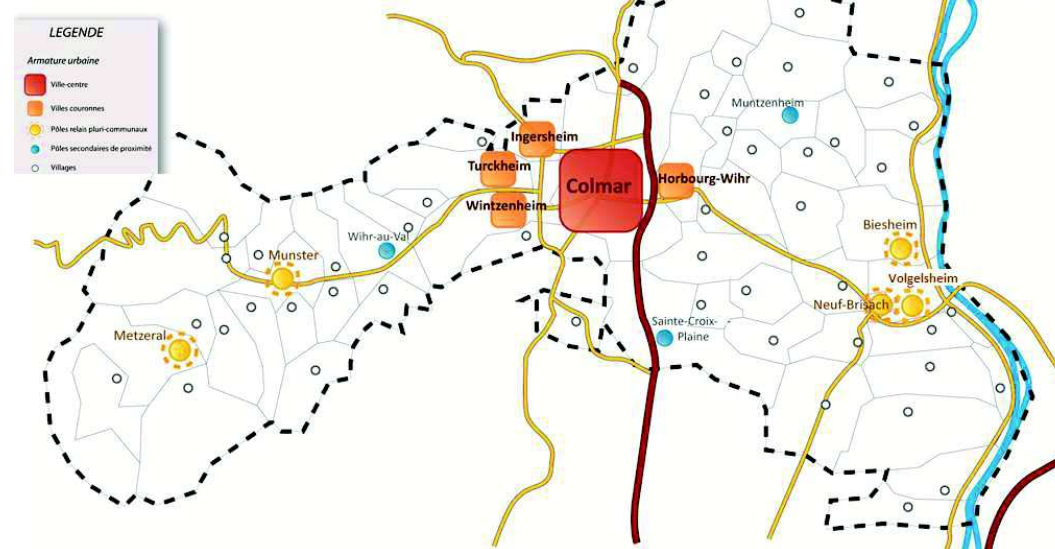 LEGENDE
Armature urbaine
Ville-centre
Villes couronnes
Pôles relais pluri-communaux
Pôles secondaires de proximité
Villages
Muntzenheim
Ingersheim
Turckheim
Colmar
Horbourg-Wihr
Wintzenheim
Biesheim
Wihr-au-Val
Munster
Volgelsheim
Neuf-Brisach
Metzeral
Sainte-Croix-
Plaine